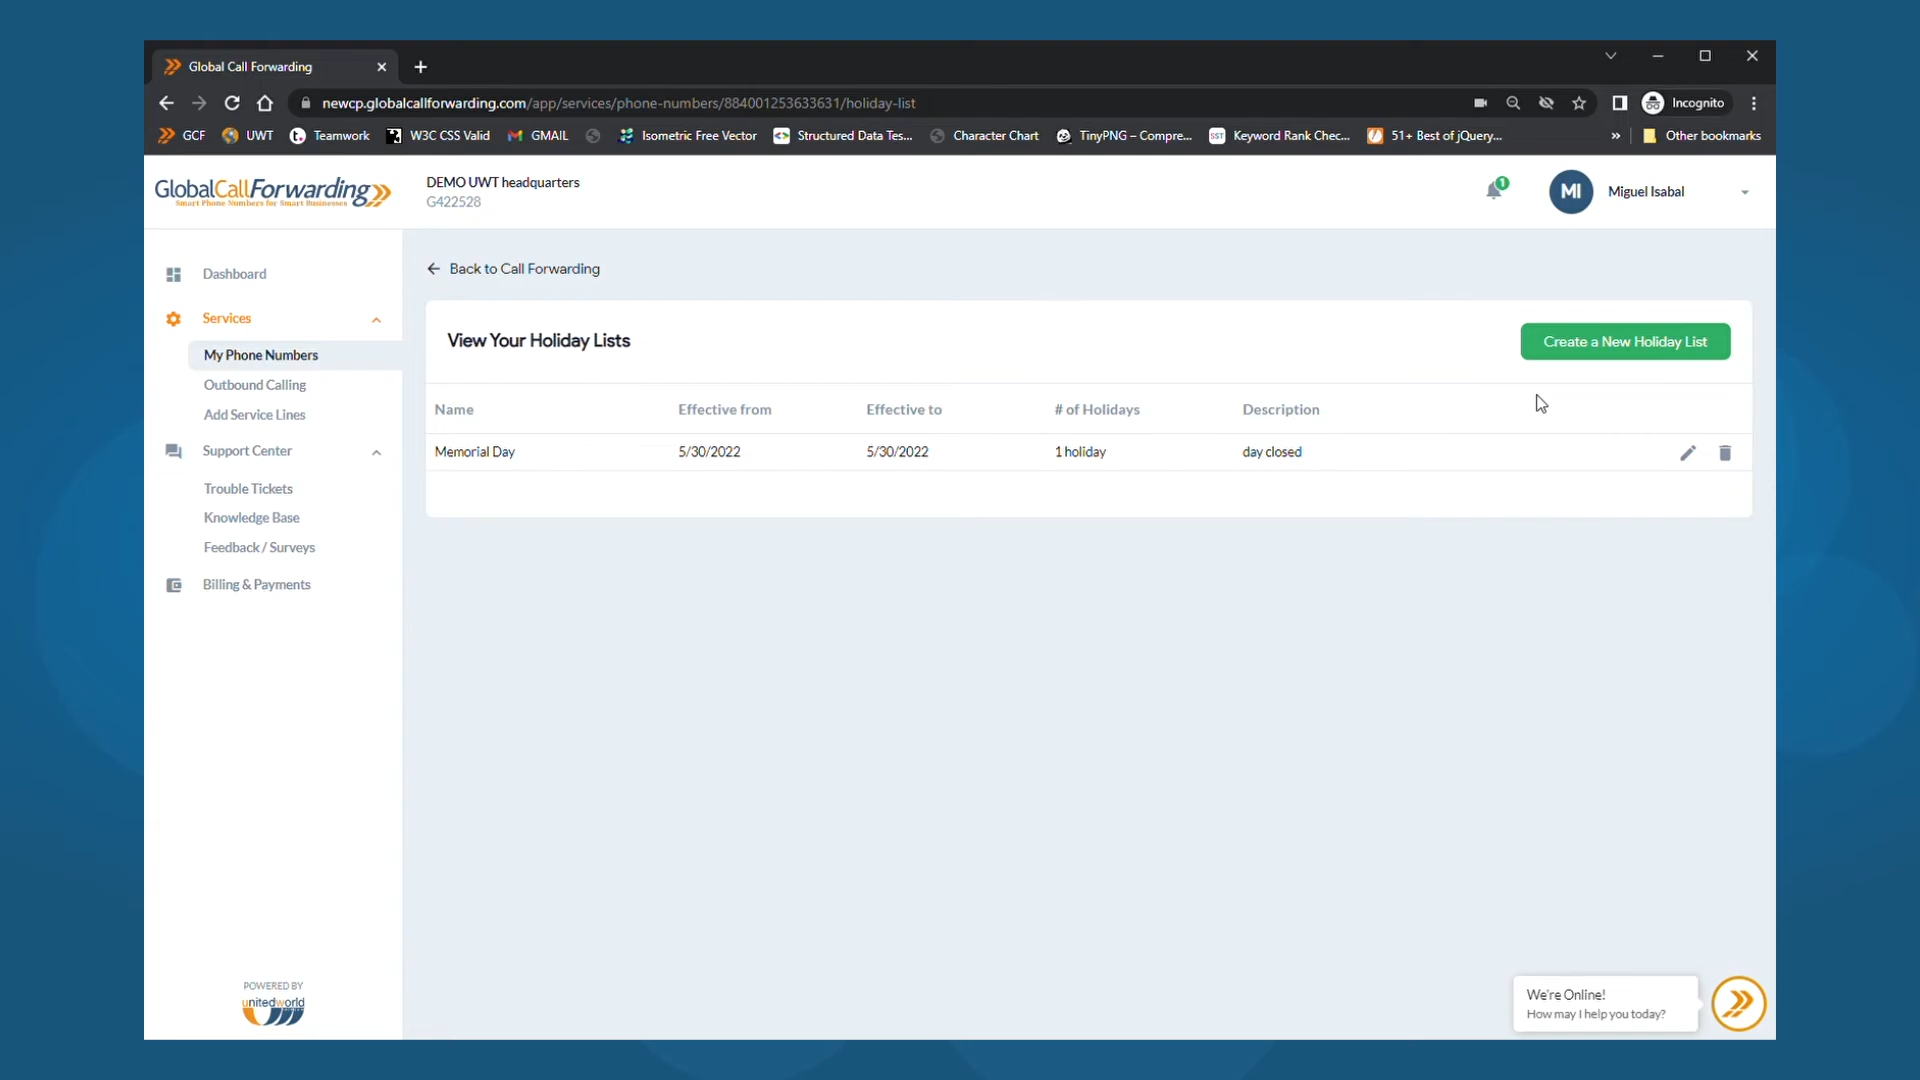 Global Call Forwarding
newcp.globalcallforwarding.com/app/services/phone-numbers/884001253633631/holiday-list
Incognito
GCF
UWT
Teamwork
W3C CSS Valid
GMAIL
Isometric Free Vector
Structured Data Tes...
Character Chart
TinyPNG – Compre...
SST
Keyword Rank Chec...
51+ Best of jQuery...
»
Other bookmarks
GlobalCallForwarding
Smart Phone Numbers for Smart Businesses
DEMO UWT headquarters
G422528
1
MI
Miguel Isabal
Dashboard
Services
My Phone Numbers
Outbound Calling
Add Service Lines
Support Center
Trouble Tickets
Knowledge Base
Feedback / Surveys
Billing & Payments
POWERED BY
unitedworld
Back to Call Forwarding
View Your Holiday Lists
Create a New Holiday List
Name Effective from Effective to # of Holidays Description
Memorial Day 5/30/2022 5/30/2022 1 holiday day closed
We're Online!
How may I help you today?